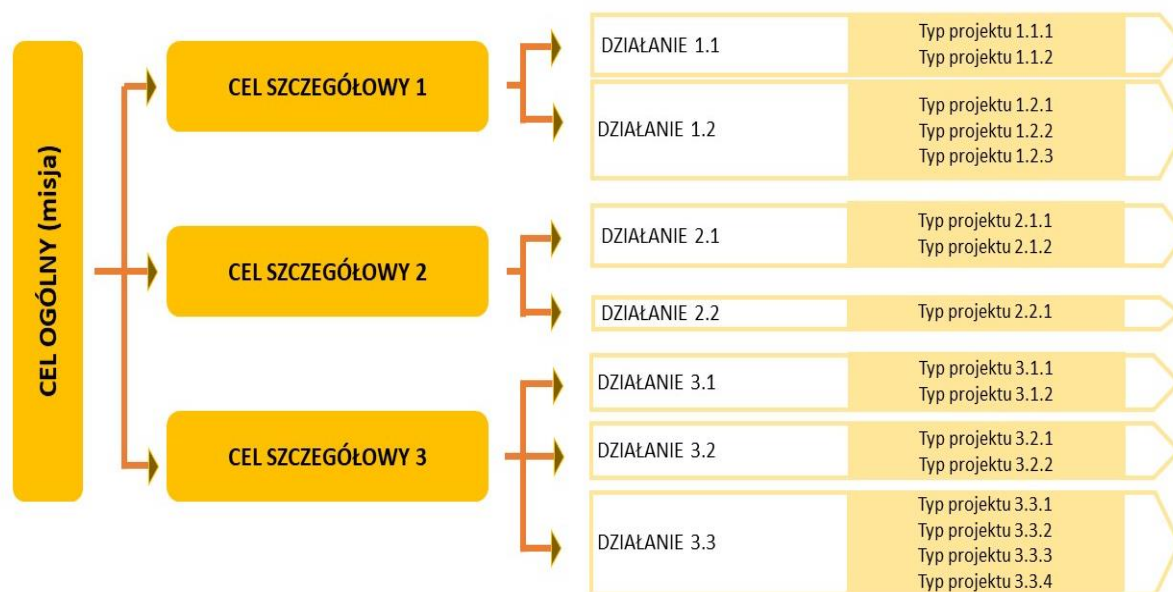 CEL OGÓLNY (misja)
CEL SZCZEGÓŁOWY 1
DZIAŁANIE 1.1
Typ projektu 1.1.1
Typ projektu 1.1.2
DZIAŁANIE 1.2
Typ projektu 1.2.1
Typ projektu 1.2.2
Typ projektu 1.2.3
CEL SZCZEGÓŁOWY 2
DZIAŁANIE 2.1
Typ projektu 2.1.1
Typ projektu 2.1.2
DZIAŁANIE 2.2
Typ projektu 2.2.1
CEL SZCZEGÓŁOWY 3
DZIAŁANIE 3.1
Typ projektu 3.1.1
Typ projektu 3.1.2
DZIAŁANIE 3.2
Typ projektu 3.2.1
Typ projektu 3.2.2
DZIAŁANIE 3.3
Typ projektu 3.3.1
Typ projektu 3.3.2
Typ projektu 3.3.3
Typ projektu 3.3.4